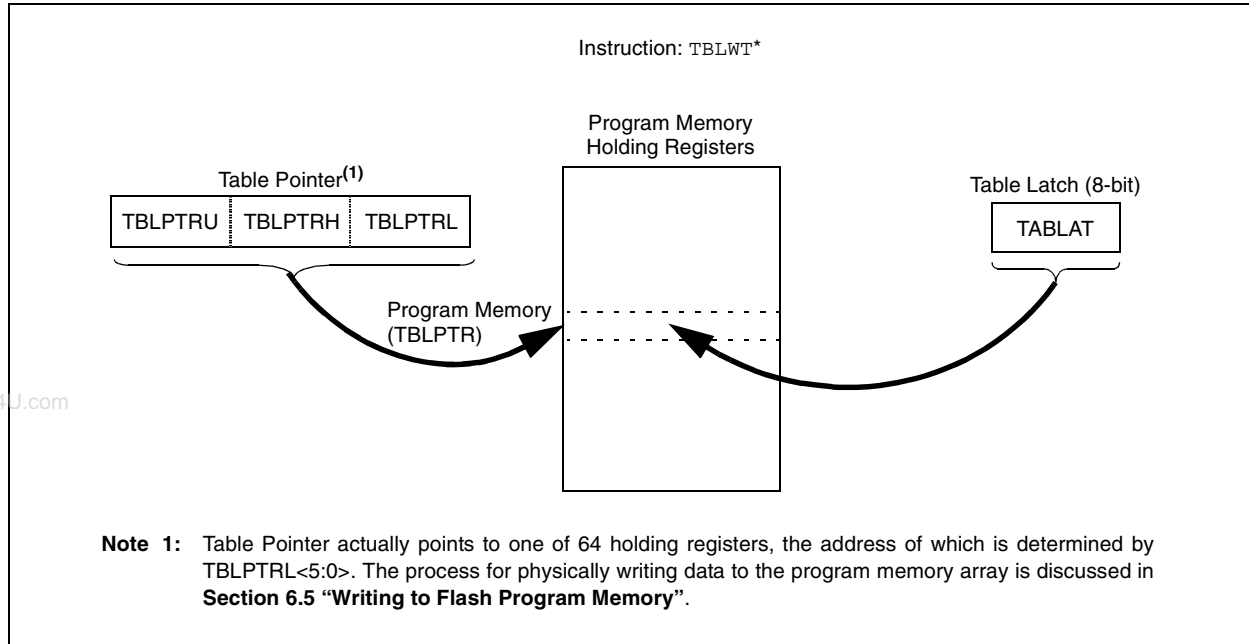 Instruction: TBLWT*
Program Memory
Holding Registers
Table Pointer(1)
Table Latch (8-bit)
TBLPTRU TBLPTRH TBLPTRL
TABLAT
Program Memory
(TBLPTR)
4U.com
Note 1: Table Pointer actually points to one of 64 holding registers, the address of which is determined by
TBLPTRL<5:0>. The process for physically writing data to the program memory array is discussed in
Section 6.5 “Writing to Flash Program Memory”.